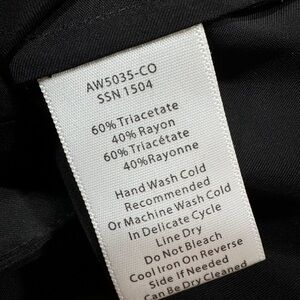 AW5035-CO
SSN 1504
60% Triacetate
40% Rayon
60% Triacétate
40%Rayonne
Hand Wash Cold
Recommended
Or Machine Wash Cold
In Delicate Cycle
Line Dry
Do Not Bleach
Cool Iron On Reverse
Side If Needed
Can Be Dry Cleaned